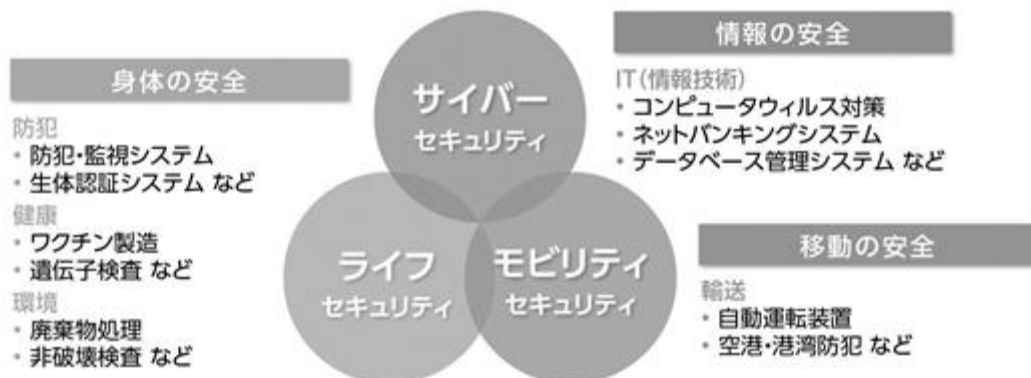 身体の安全
防犯
・防犯・監視システム
・生体認証システム など
健康
・ワクチン製造
・遺伝子検査 など
環境
・廃棄物処理
・非破壊検査 など
サイバー
セキュリティ
ライフ
セキュリティ
モビリティ
セキュリティ
情報の安全
IT(情報技術)
・コンピュータウィルス対策
・ネットバンキングシステム
・データベース管理システム など
移動の安全
輸送
・自動運転装置
・空港・港湾防犯 など